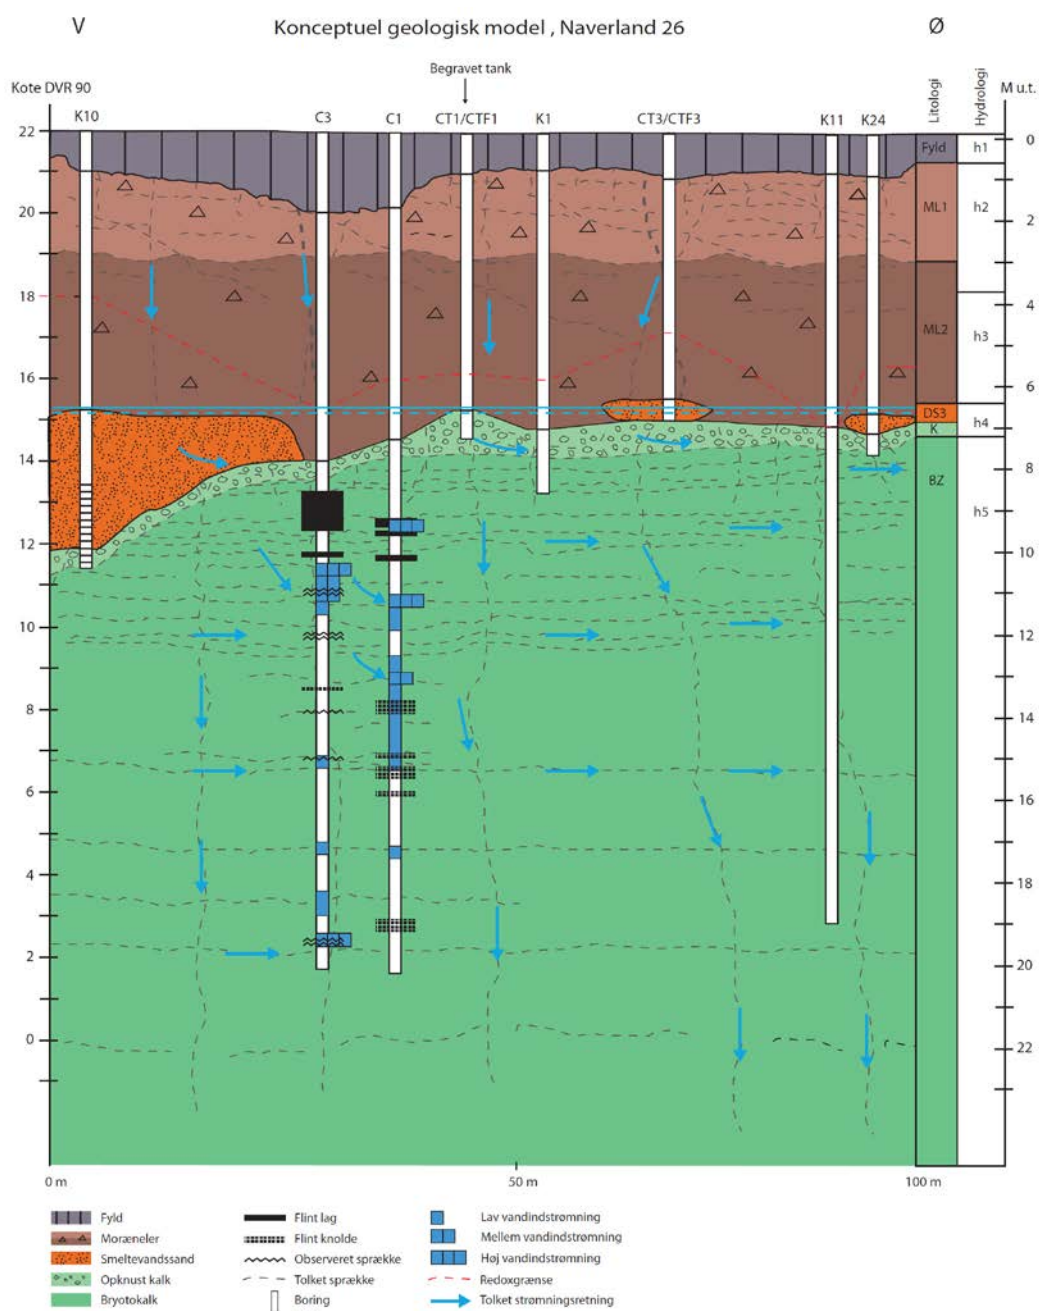 V
Konceptuel geologisk model , Naverland 26
Ø
Begravet tank
Kote DVR 90
Litologi
Hydrologi
M u.t.
K10
C3
C1
CT1/CTF1
K1
CT3/CTF3
K11
K24
22
20
18
16
14
12
10
8
6
4
2
0
Fyld
ML1
ML2
DS3
K
BZ
h1
h2
h3
h4
h5
0
2
4
6
8
10
12
14
16
18
20
22
0 m
50 m
100 m
Fyld
Moræneler
Smeltevandssand
Opknust kalk
Bryotokalk
Flint lag
Flint knolde
Observeret sprække
Tolket sprække
Boring
Lav vandindstrømning
Mellem vandindstrømning
Høj vandindstrømning
Redoxgrænse
Tolket strømningsretning